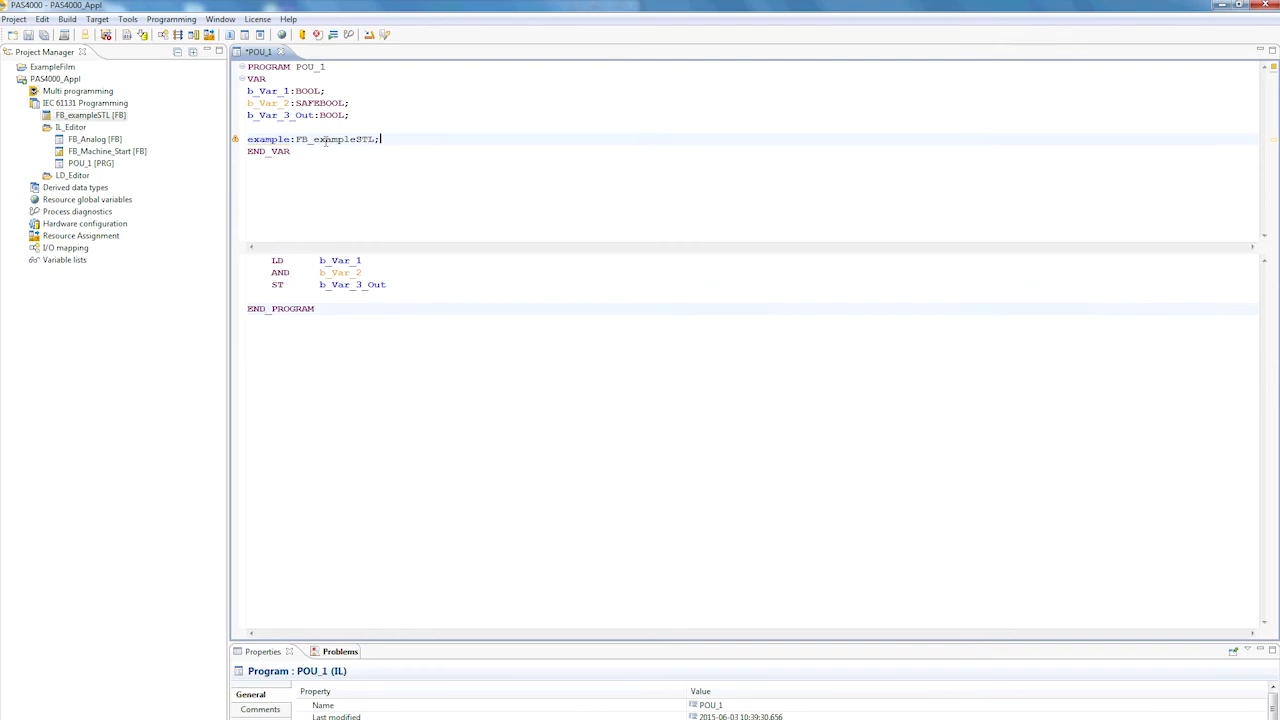 PAS4000 - PAS4000_Appl
Project Edit Build Target Tools Programming Window License Help
Project Manager
ExampleFilm
PAS4000_Appl
Multi programming
IEC 61131 Programming
FB_exampleSTL [FB]
IL_Editor
FB_Analog [FB]
FB_Machine_Start [FB]
POU_1 [PRG]
LD_Editor
Derived data types
Resource global variables
Process diagnostics
Hardware configuration
Resource Assignment
I/O mapping
Variable lists
*POU_1
PROGRAM POU_1
VAR
b_Var_1:BOOL;
b_Var_2:SAFEBOOL;
b_Var_3_Out:BOOL;
example:FB_exampleSTL;
END_VAR
LD b_Var_1
AND b_Var_2
ST b_Var_3_Out
END_PROGRAM
Properties Problems
Program : POU_1 (IL)
General
Comments
Property Value
Name POU_1
Last modified 2015-06-03 10:39:30.656